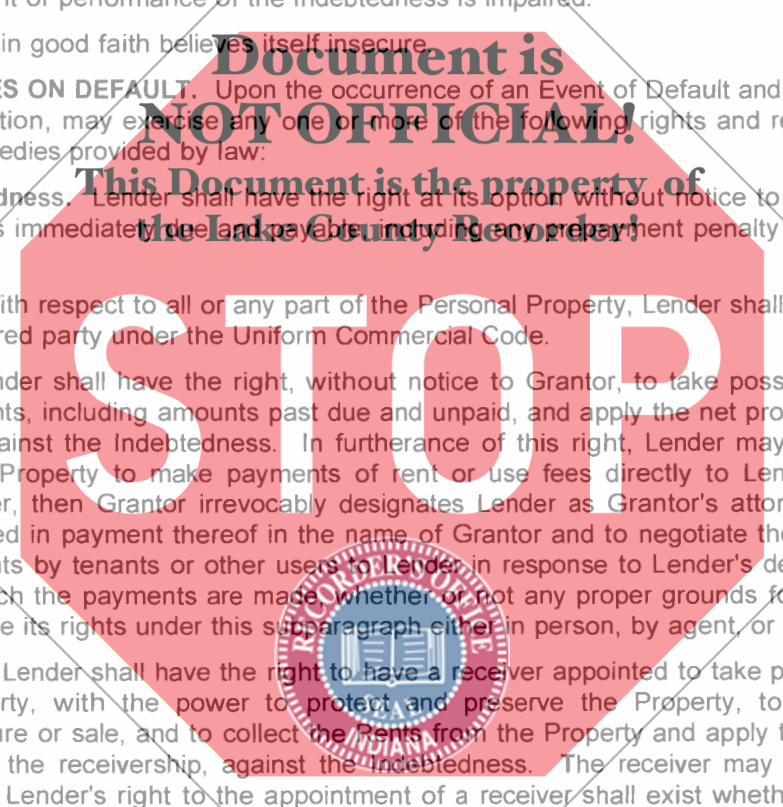 t of performance of the Indebtedness is impaired.
in good faith believes itself insecure.
Document is
ES ON DEFAULT. Upon the occurrence of an Event of Default and
NOT OFFICIAL!
tion, may exercise any one or more of the following rights and re
edies provided by law:
This Document is the property of
dness. Lender shall have the right at its option without notice to
the Lake County Recorder!
s immediately due and payable, including any prepayment penalty
STOP
ith respect to all or any part of the Personal Property, Lender shall
red party under the Uniform Commercial Code.
nder shall have the right, without notice to Grantor, to take poss
nts, including amounts past due and unpaid, and apply the net pro
ainst the Indebtedness. In furtherance of this right, Lender may
Property to make payments of rent or use fees directly to Len
er, then Grantor irrevocably designates Lender as Grantor's attor
ed in payment thereof in the name of Grantor and to negotiate the
nts by tenants or other users to Lender in response to Lender's de
ch the payments are made, whether or not any proper grounds fo
e its rights under this subparagraph either in person, by agent, or
RECORDER'S OFFICE
SEAL
INDIANA
Lender shall have the right to have a receiver appointed to take p
rty, with the power to protect and preserve the Property, to
ure or sale, and to collect the Rents from the Property and apply t
the receivership, against the Indebtedness. The receiver may
Lender's right to the appointment of a receiver shall exist wheth